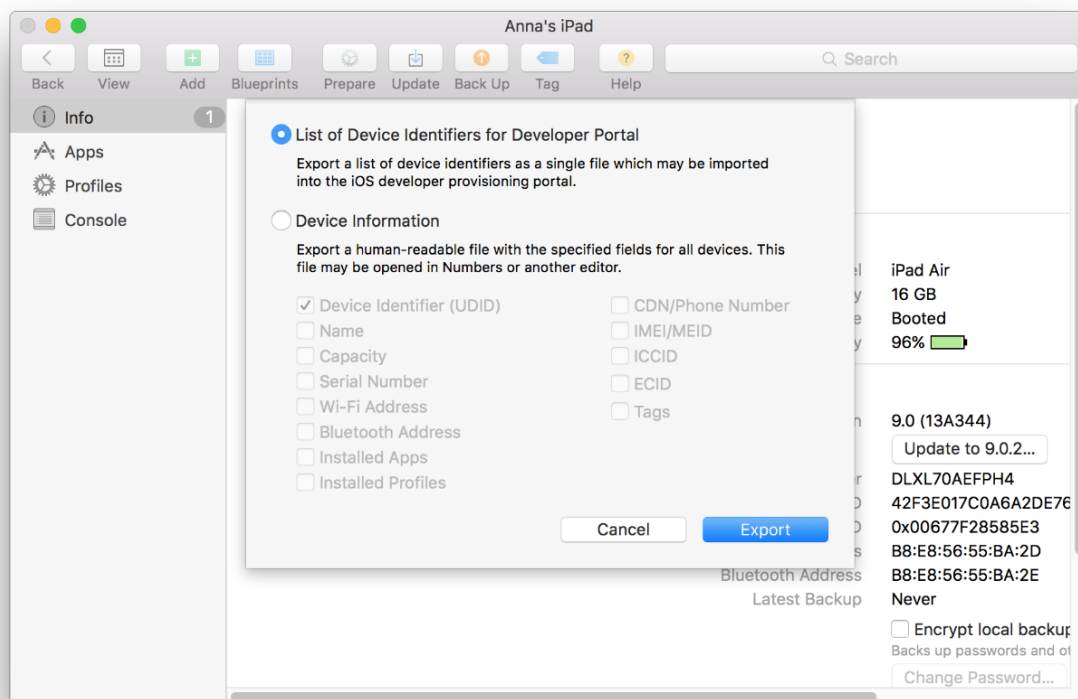 Anna's iPad
Back
View
Add
Blueprints
Prepare
Update
Back Up
Tag
Help
Search
Info
1
Apps
Profiles
Console
List of Device Identifiers for Developer Portal
Export a list of device identifiers as a single file which may be imported
into the iOS developer provisioning portal.
Device Information
Export a human-readable file with the specified fields for all devices. This
file may be opened in Numbers or another editor.
Device Identifier (UDID)
Name
Capacity
Serial Number
Wi-Fi Address
Bluetooth Address
Installed Apps
Installed Profiles
CDN/Phone Number
IMEI/MEID
ICCID
ECID
Tags
Cancel
Export
iPad Air
16 GB
Booted
96%
9.0 (13A344)
Update to 9.0.2...
DLXL70AEFPH4
42F3E017C0A6A2DE76
0x00677F28585E3
B8:E8:56:55:BA:2D
Bluetooth Address B8:E8:56:55:BA:2E
Latest Backup Never
Encrypt local backup
Backs up passwords and ot
Change Password...